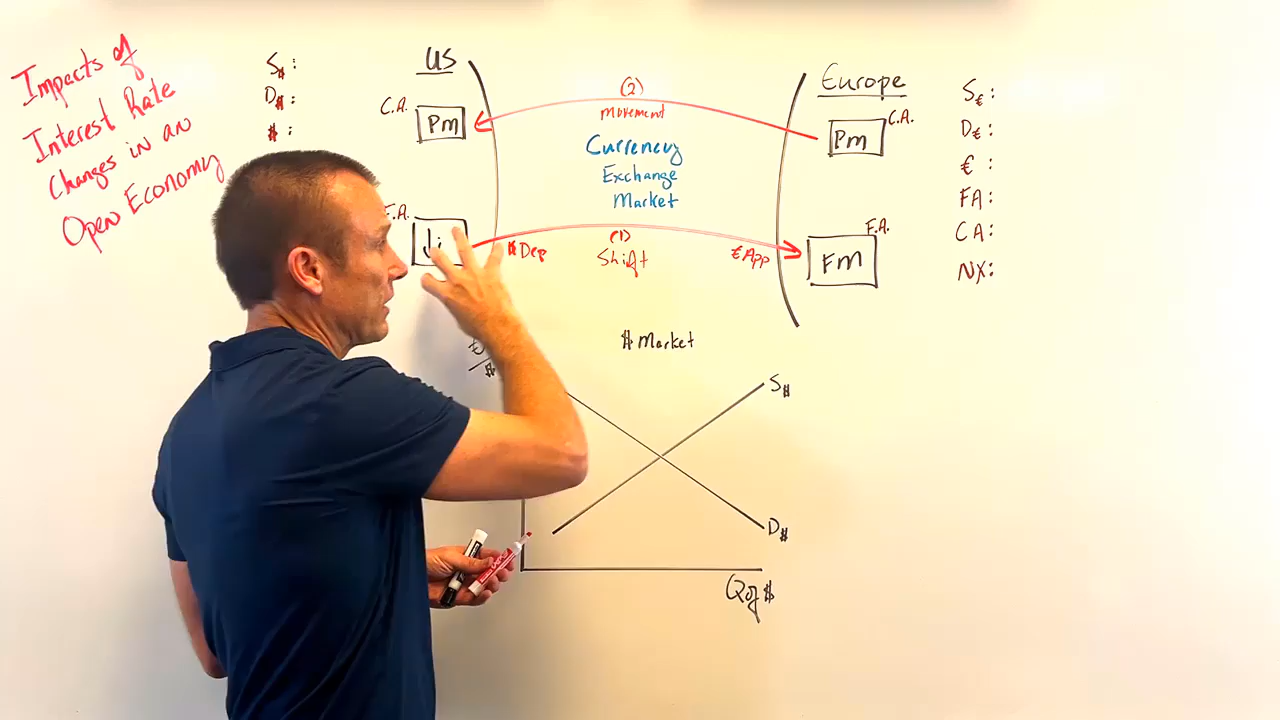 Impacts of
Interest Rate
Changes in an
Open Economy
S$:
D$:
$:
US
C.A.
Pm
F.A.
(2)
movement
Currency
Exchange
Market
(1)
Shift
$Dep
€App
Europe
Pm
C.A.
F.A.
Fm
S€:
D€:
€:
FA:
CA:
NX:
$ Market
€/$
S$
D$
Q of $